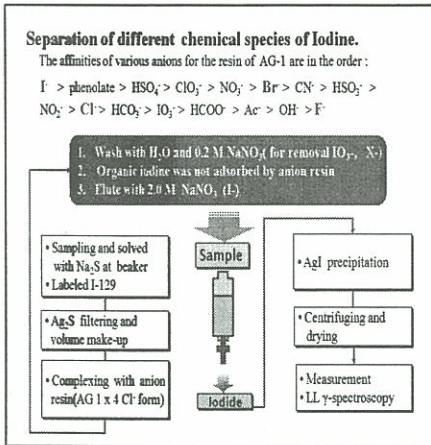 Separation of different chemical species of Iodine.
The affinities of various anions for the resin of AG-1 are in the order :
I⁻ > phenolate > HSO₄⁻ > ClO₃⁻ > NO₃⁻ > Br⁻ > CN⁻ > HSO₃⁻ >
NO₂⁻ > Cl⁻ > HCO₃⁻ > IO₃⁻ > HCOO⁻ > Ac⁻ > OH⁻ > F⁻
1. Wash with H₂O and 0.2 M NaNO₃( for removal IO₃⁻, X⁻)
2. Organic iodine was not adsorbed by anion resin
3. Elute with 2.0 M NaNO₃ (I-)
• Sampling and solved
with Na₂S at beaker
• Labeled I-129
• Ag₂S filtering and
volume make-up
• Complexing with anion
resin(AG 1 x 4 Cl⁻ form)
Sample
Iodide
• AgI precipitation
• Centrifuging and
drying
• Measurement
• LL γ-spectroscopy